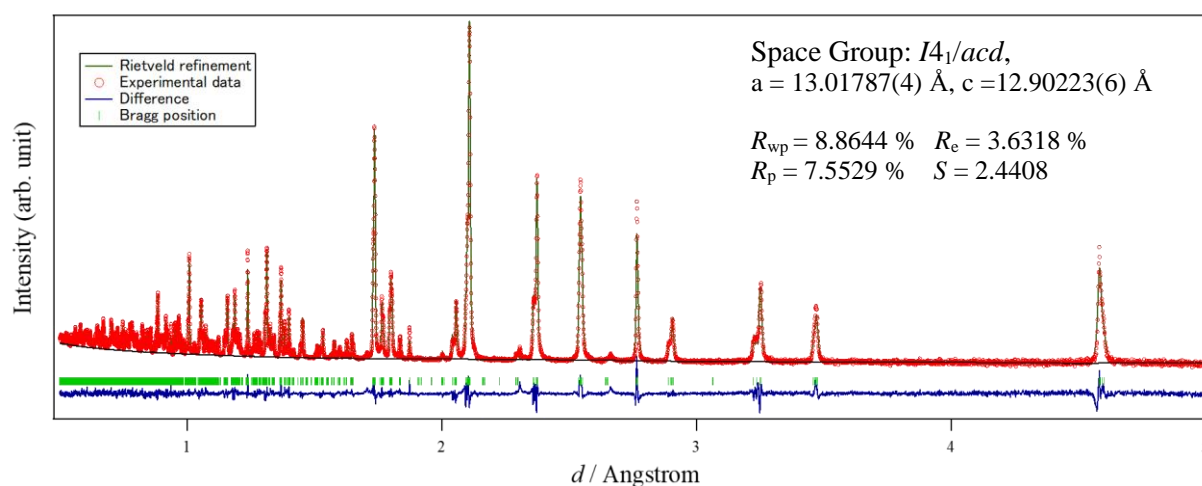 Intensity (arb. unit)
Rietveld refinement
Experimental data
Difference
Bragg position
Space Group: I4₁/acd,
a = 13.01787(4) Å, c =12.90223(6) Å
Rwp = 8.8644 % Re = 3.6318 %
Rp = 7.5529 % S = 2.4408
1 2 3 4
d / Angstrom